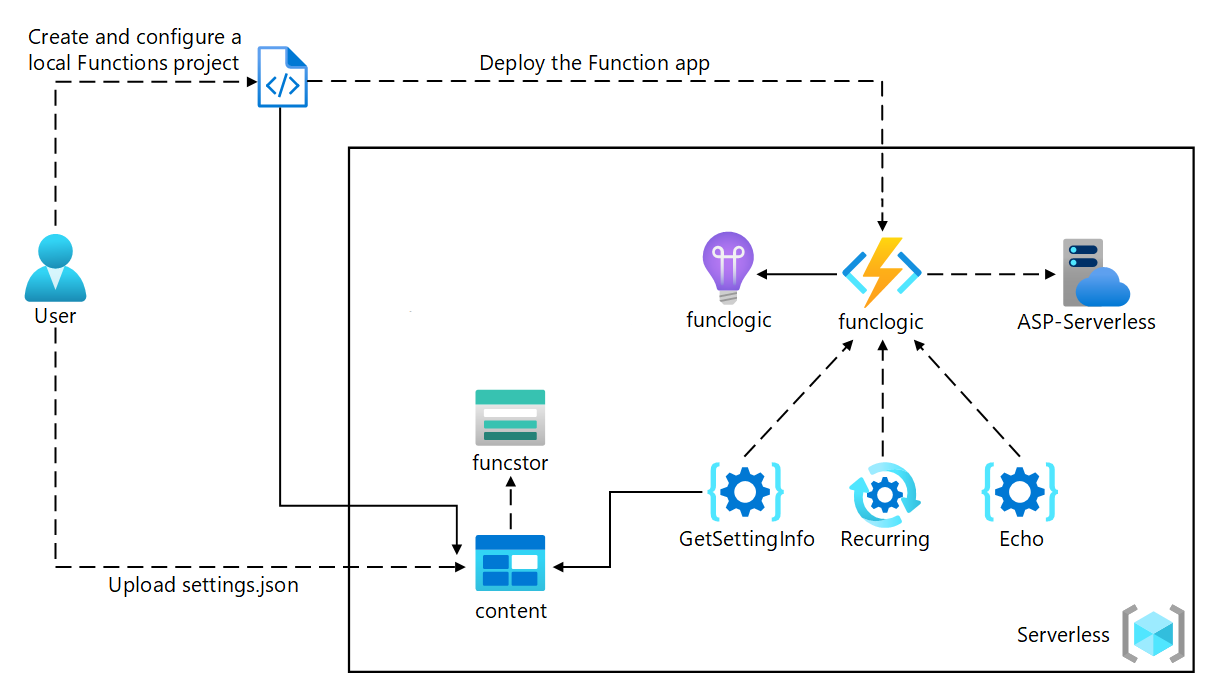 Create and configure a
local Functions project
Deploy the Function app
User
funclogic
funclogic
ASP-Serverless
funcstor
GetSettingInfo
Recurring
Echo
Upload settings.json
content
Serverless